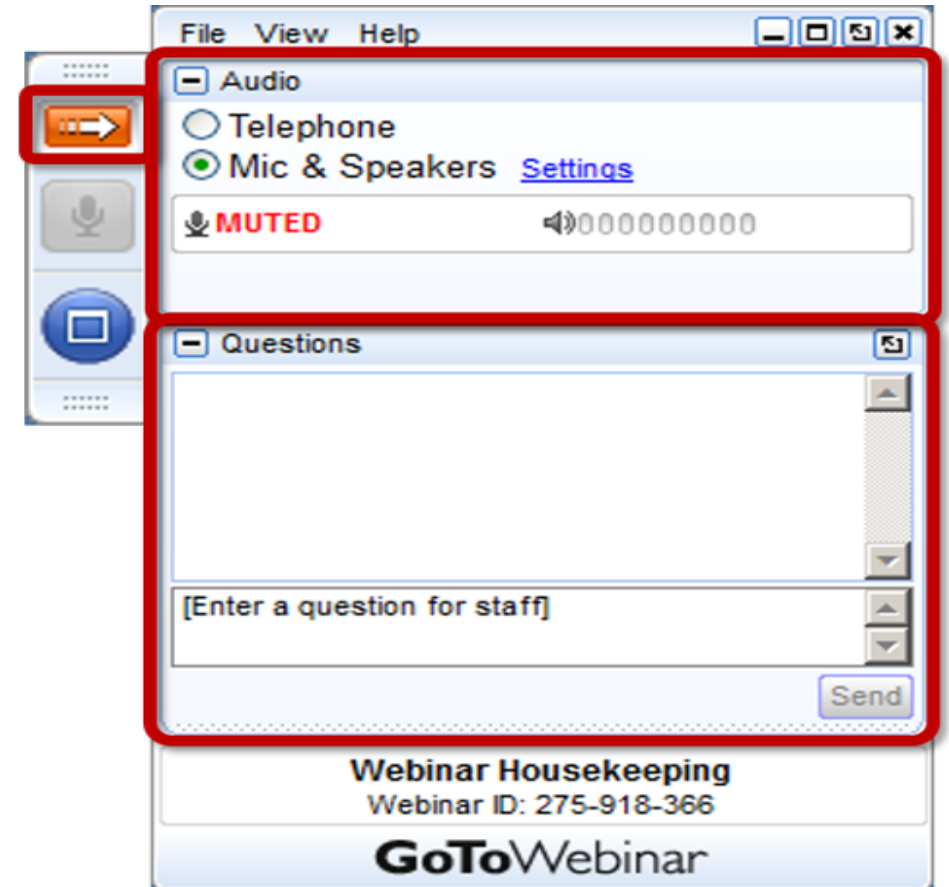 File View Help
Audio
Telephone
Mic & Speakers Settings
MUTED
Questions
[Enter a question for staff]
Send
Webinar Housekeeping
Webinar ID: 275-918-366
GoToWebinar